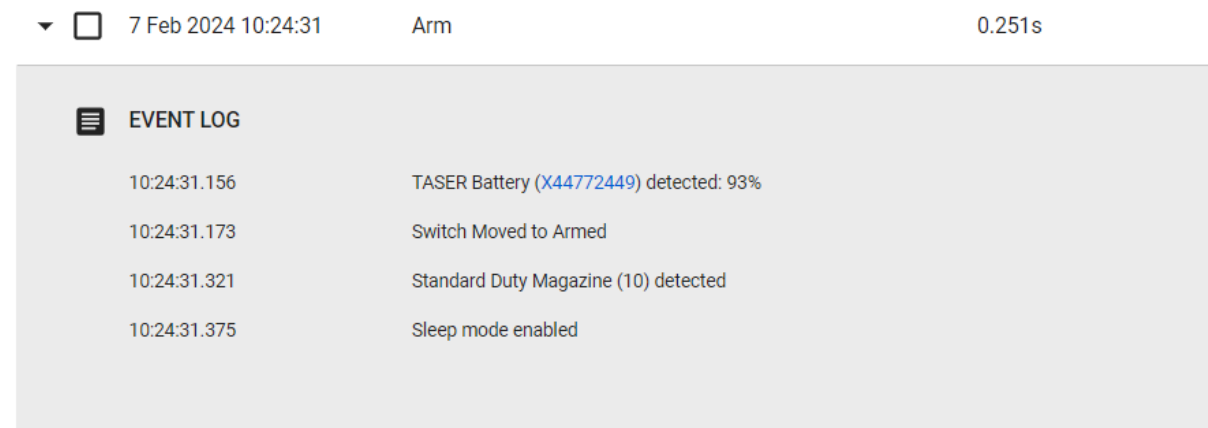 7 Feb 2024 10:24:31 Arm 0.251s
EVENT LOG
10:24:31.156 TASER Battery (X44772449) detected: 93%
10:24:31.173 Switch Moved to Armed
10:24:31.321 Standard Duty Magazine (10) detected
10:24:31.375 Sleep mode enabled